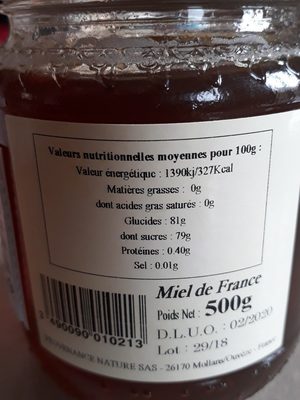 Valeurs nutritionnelles moyennes pour 100g :
Valeur énergétique : 1390kj/327Kcal
Matières grasses : 0g
dont acides gras saturés : 0g
Glucides : 81g
dont sucres : 79g
Protéines : 0.40g
Sel : 0.01g
Miel de France
Poids Net : 500g
D.L.U.O. : 02/2020
Lot : 29/18
3 490090 010213
PROVENANCE NATURE SAS - 26170 Mollans/Ouvèze - France